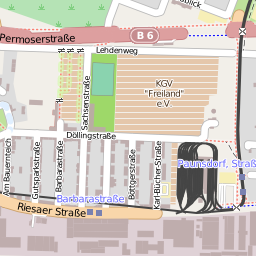 Permoserstraße
B 6
Lehdenweg
KGV
"Freiland"
e.V.
Sachsenstraße
Döllingstraße
Paunsdorf, Straß
Am Bauernteich
Gutsparkstraße
Barbarastraße
Böttgerstraße
Karl-Bücher-Straße
Barbarastraße
Riesaer Straße